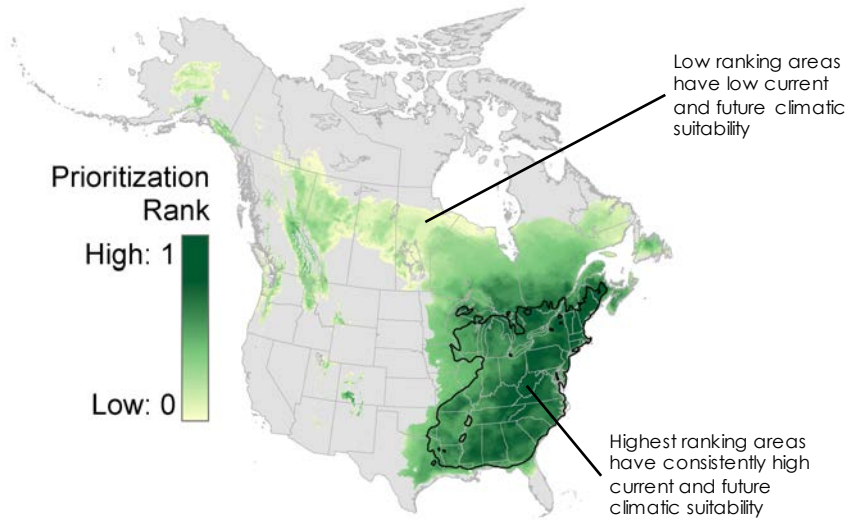 Low ranking areas
have low current
and future climatic
suitability
Prioritization
Rank
High: 1
Low: 0
Highest ranking areas
have consistently high
current and future
climatic suitability